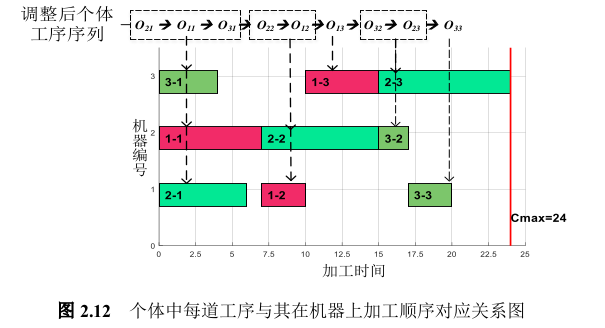 调整后个体
工序序列
O21 → O11 → O31 → O22 → O12 → O13 → O32 → O23 → O33
3
3-1
1-3
2-3
机器编号
2
1-1
2-2
3-2
1
2-1
1-2
3-3
Cmax=24
0
0 2.5 5 7.5 10 12.5 15 17.5 20 22.5 25
加工时间
图 2.12 个体中每道工序与其在机器上加工顺序对应关系图